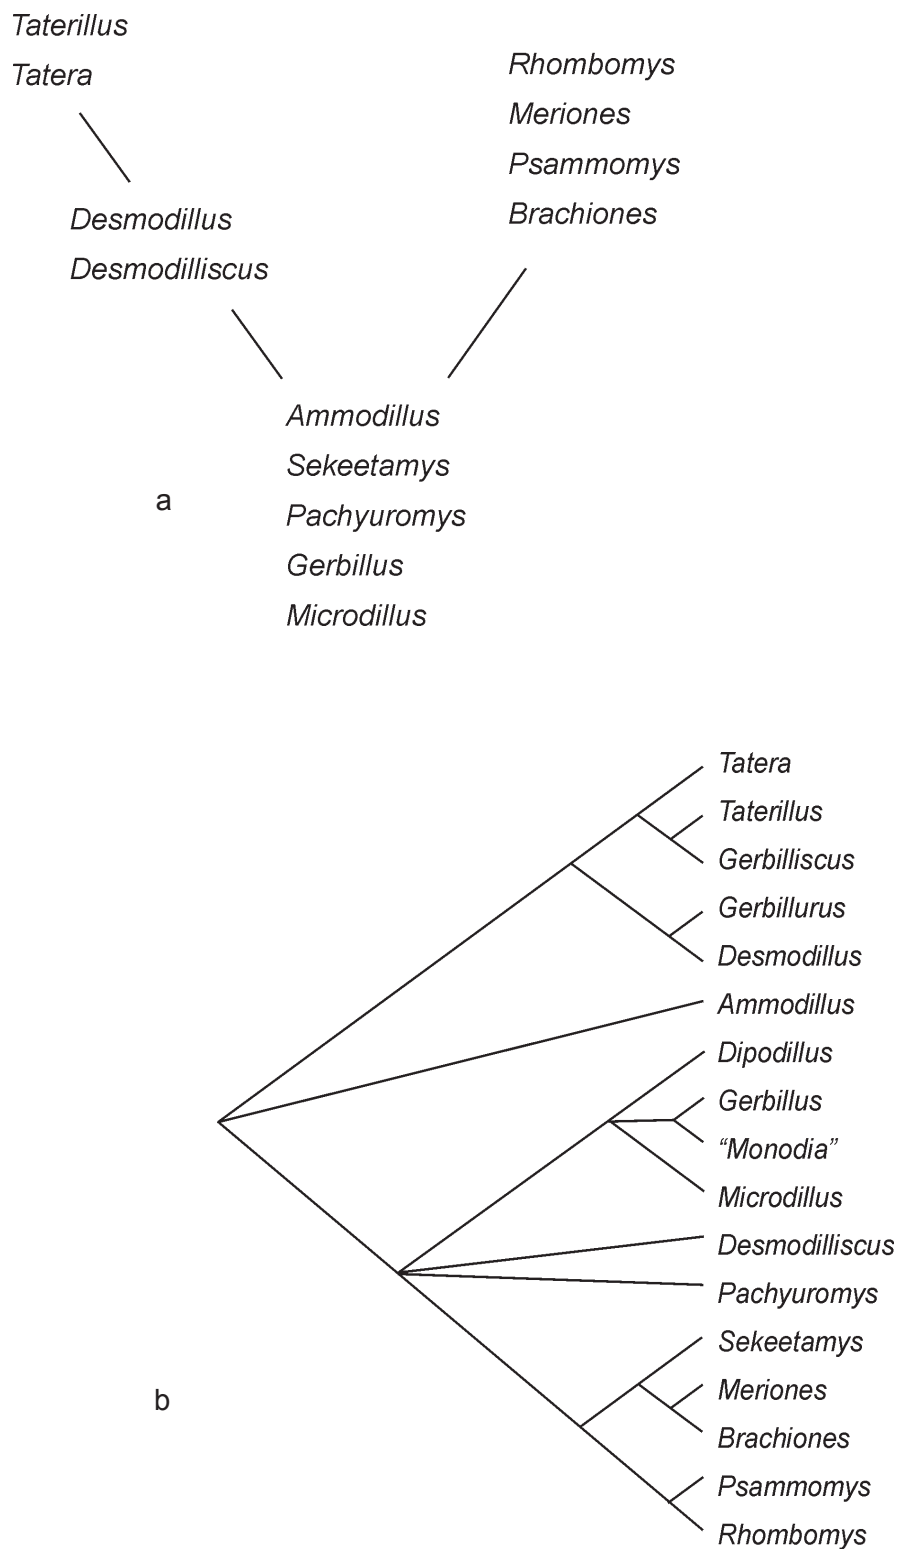 Taterillus
Tatera
Rhombomys
Meriones
Psammomys
Brachiones
Desmodillus
Desmodilliscus
Ammodillus
Sekeetamys
Pachyuromys
Gerbillus
Microdillus
a
Tatera
Taterillus
Gerbilliscus
Gerbillurus
Desmodillus
Ammodillus
Dipodillus
Gerbillus
“Monodia”
Microdillus
Desmodilliscus
Pachyuromys
Sekeetamys
Meriones
Brachiones
Psammomys
Rhombomys
b